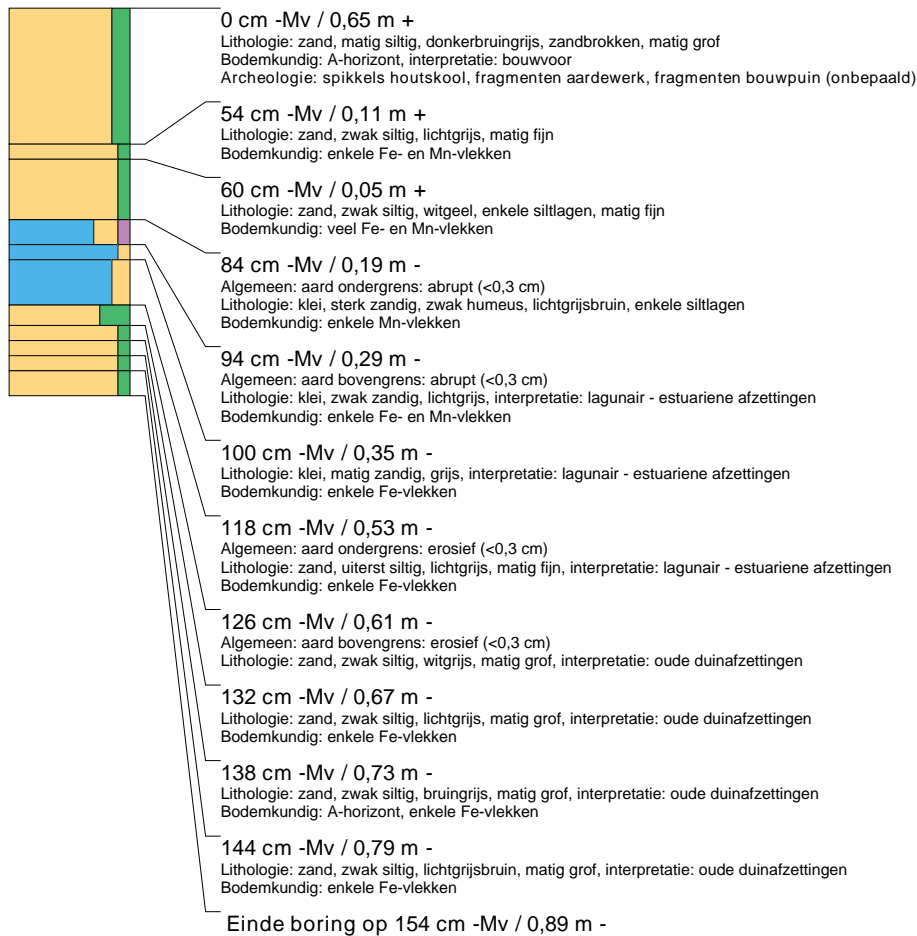 0 cm -Mv / 0,65 m +
Lithologie: zand, matig siltig, donkerbruingrijs, zandbrokken, matig grof
Bodemkundig: A-horizont, interpretatie: bouwvoor
Archeologie: spikkels houtskool, fragmenten aardewerk, fragmenten bouwpuin (onbepaald)
54 cm -Mv / 0,11 m +
Lithologie: zand, zwak siltig, lichtgrijs, matig fijn
Bodemkundig: enkele Fe- en Mn-vlekken
60 cm -Mv / 0,05 m +
Lithologie: zand, zwak siltig, witgeel, enkele siltlagen, matig fijn
Bodemkundig: veel Fe- en Mn-vlekken
84 cm -Mv / 0,19 m -
Algemeen: aard ondergrens: abrupt (<0,3 cm)
Lithologie: klei, sterk zandig, zwak humeus, lichtgrijsbruin, enkele siltlagen
Bodemkundig: enkele Mn-vlekken
94 cm -Mv / 0,29 m -
Algemeen: aard bovengrens: abrupt (<0,3 cm)
Lithologie: klei, zwak zandig, lichtgrijs, interpretatie: lagunair - estuariene afzettingen
Bodemkundig: enkele Fe- en Mn-vlekken
100 cm -Mv / 0,35 m -
Lithologie: klei, matig zandig, grijs, interpretatie: lagunair - estuariene afzettingen
Bodemkundig: enkele Fe-vlekken
118 cm -Mv / 0,53 m -
Algemeen: aard ondergrens: erosief (<0,3 cm)
Lithologie: zand, uiterst siltig, lichtgrijs, matig fijn, interpretatie: lagunair - estuariene afzettingen
Bodemkundig: enkele Fe-vlekken
126 cm -Mv / 0,61 m -
Algemeen: aard bovengrens: erosief (<0,3 cm)
Lithologie: zand, zwak siltig, witgrijs, matig grof, interpretatie: oude duinafzettingen
132 cm -Mv / 0,67 m -
Lithologie: zand, zwak siltig, lichtgrijs, matig grof, interpretatie: oude duinafzettingen
Bodemkundig: enkele Fe-vlekken
138 cm -Mv / 0,73 m -
Lithologie: zand, zwak siltig, bruingrijs, matig grof, interpretatie: oude duinafzettingen
Bodemkundig: A-horizont, enkele Fe-vlekken
144 cm -Mv / 0,79 m -
Lithologie: zand, zwak siltig, lichtgrijsbruin, matig grof, interpretatie: oude duinafzettingen
Bodemkundig: enkele Fe-vlekken
Einde boring op 154 cm -Mv / 0,89 m -